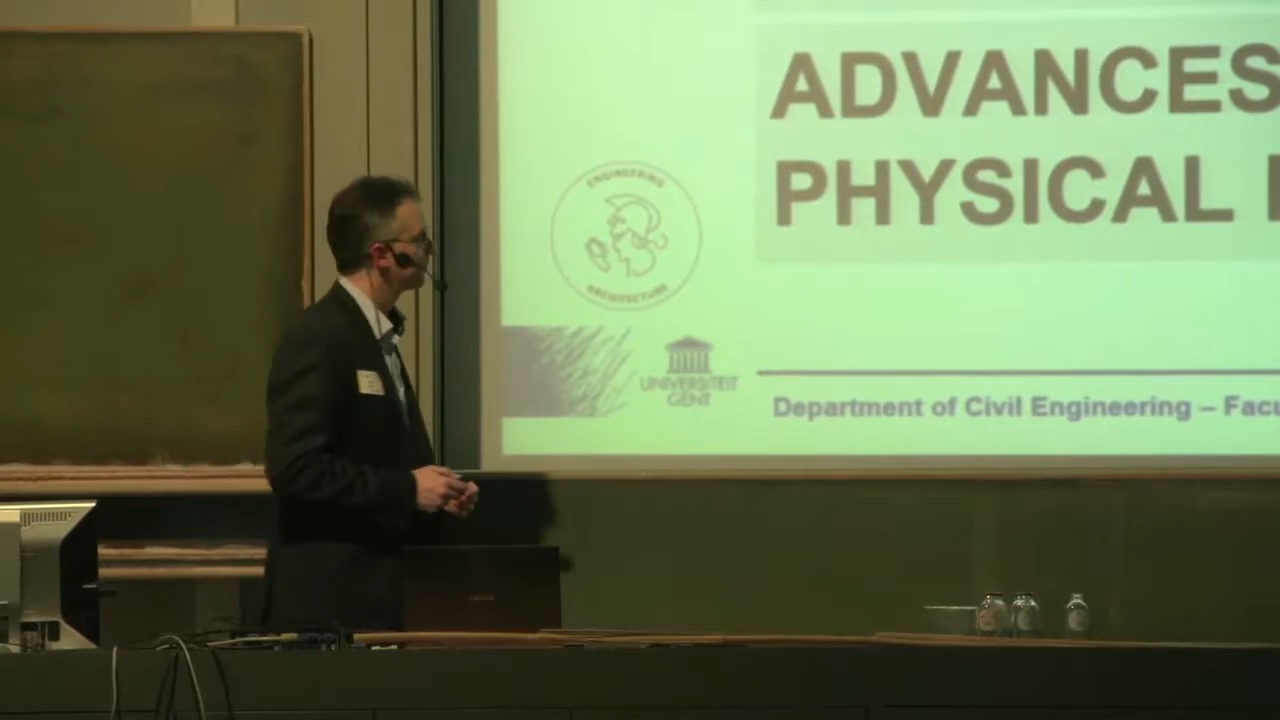 ADVANCES
PHYSICAL
ENGINEERING
ARCHITECTURE
UNIVERSITEIT
GENT
Department of Civil Engineering – Facu